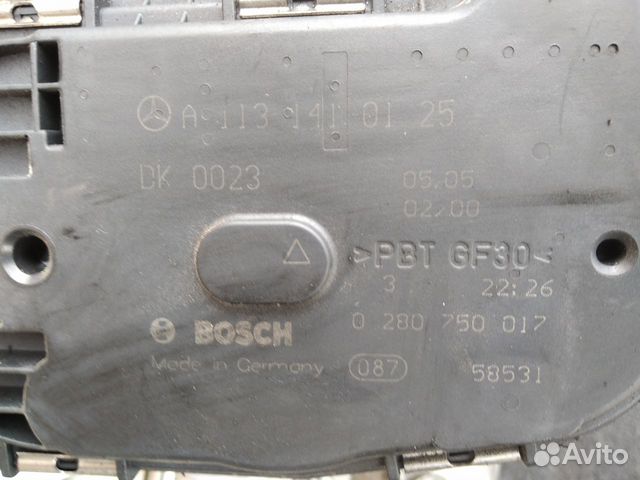 A 113 141 01 25
DK 0023
05.05
02/00
>PBT GF30<
3 22:26
BOSCH
0 280 750 017
Made in Germany
087
58531
Avito